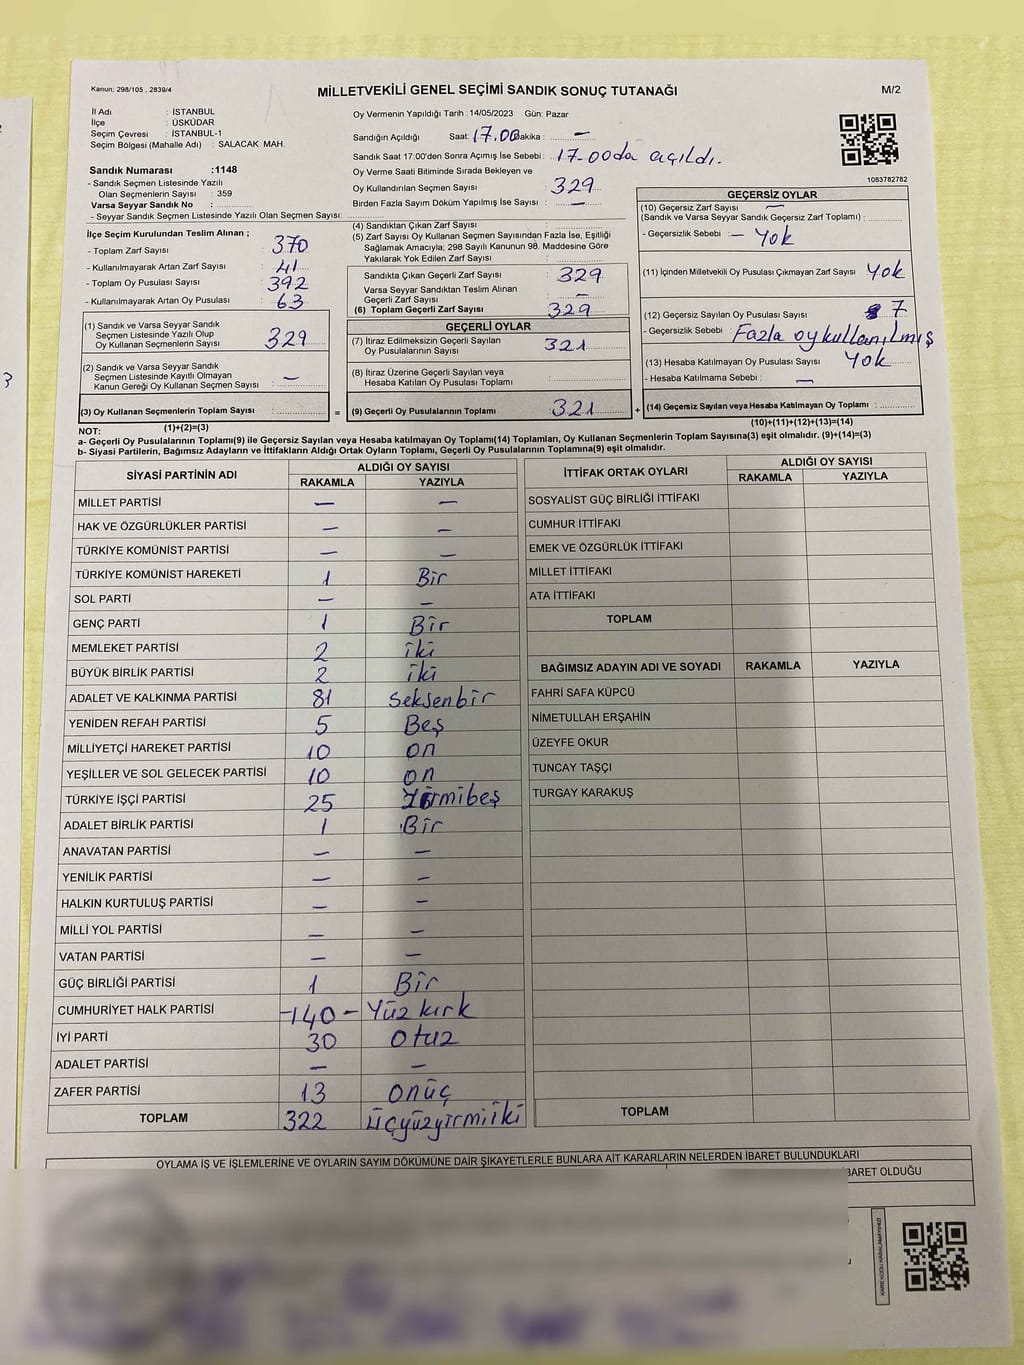 Kanun: 298/105 , 2839/4
MİLLETVEKİLİ GENEL SEÇİMİ SANDIK SONUÇ TUTANAĞI
M/2
İl Adı : İSTANBUL
İlçe : ÜSKÜDAR
Seçim Çevresi : İSTANBUL-1
Seçim Bölgesi (Mahalle Adı) : SALACAK MAH.
Sandık Numarası :1148
- Sandık Seçmen Listesinde Yazılı
Olan Seçmenlerin Sayısı : 359
Varsa Seyyar Sandık No :
- Seyyar Sandık Seçmen Listesinde Yazılı Olan Seçmen Sayısı:
Oy Vermenin Yapıldığı Tarih : 14/05/2023 Gün: Pazar
Sandığın Açıldığı Saat: 17.00 Dakika : —
Sandık Saat 17.00'den Sonra Açımış İse Sebebi: 17.00da açıldı.
Oy Verme Saati Bitiminde Sırada Bekleyen ve
Oy Kullandırılan Seçmen Sayısı : 329
Birden Fazla Sayım Döküm Yapılmış İse Sayısı : —
1083782782
İlçe Seçim Kurulundan Teslim Alınan ;
- Toplam Zarf Sayısı : 370
- Kullanılmayarak Artan Zarf Sayısı : 41
- Toplam Oy Pusulası Sayısı : 392
- Kullanılmayarak Artan Oy Pusulası : 63
(1) Sandık ve Varsa Seyyar Sandık
Seçmen Listesinde Yazılı Olup
Oy Kullanan Seçmenlerin Sayısı : 329
(2) Sandık ve Varsa Seyyar Sandık
Seçmen Listesinde Kayıtlı Olmayan
Kanun Gereği Oy Kullanan Seçmen Sayısı : —
(3) Oy Kullanan Seçmenlerin Toplam Sayısı :
(1)+(2)=(3)
(4) Sandıktan Çıkan Zarf Sayısı :
(5) Zarf Sayısı Oy Kullanan Seçmen Sayısından Fazla İse, Eşitliği
Sağlamak Amacıyla; 298 Sayılı Kanunun 98. Maddesine Göre
Yakılarak Yok Edilen Zarf Sayısı :
Sandıkta Çıkan Geçerli Zarf Sayısı : 329
Varsa Seyyar Sandıktan Teslim Alınan
Geçerli Zarf Sayısı : —
(6) Toplam Geçerli Zarf Sayısı : 329
GEÇERLİ OYLAR
(7) İtiraz Edilmeksizin Geçerli Sayılan
Oy Pusulalarının Sayısı : 321
(8) İtiraz Üzerine Geçerli Sayılan veya
Hesaba Katılan Oy Pusulası Toplamı :
= (9) Geçerli Oy Pusulalarının Toplamı : 321 +
GEÇERSİZ OYLAR
(10) Geçersiz Zarf Sayısı —
(Sandık ve Varsa Seyyar Sandık Geçersiz Zarf Toplamı) :
- Geçersizlik Sebebi : — Yok
(11) İçinden Milletvekili Oy Pusulası Çıkmayan Zarf Sayısı : Yok
(12) Geçersiz Sayılan Oy Pusulası Sayısı : 7
- Geçersizlik Sebebi : Fazla oy kullanılmış
(13) Hesaba Katılmayan Oy Pusulası Sayısı : Yok
- Hesaba Katılmama Sebebi : —
(14) Geçersiz Sayılan veya Hesaba Katılmayan Oy Toplamı :
(10)+(11)+(12)+(13)=(14)
NOT:
a- Geçerli Oy Pusulalarının Toplamı(9) ile Geçersiz Sayılan veya Hesaba katılmayan Oy Toplamı(14) Toplamları, Oy Kullanan Seçmenlerin Toplam Sayısına(3) eşit olmalıdır. (9)+(14)=(3)
b- Siyasi Partilerin, Bağımsız Adayların ve İttifakların Aldığı Ortak Oyların Toplamı, Geçerli Oy Pusulalarının Toplamına(9) eşit olmalıdır.
SİYASİ PARTİNİN ADI
ALDIĞI OY SAYISI
RAKAMLA YAZIYLA
MİLLET PARTİSİ — —
HAK VE ÖZGÜRLÜKLER PARTİSİ — —
TÜRKİYE KOMÜNİST PARTİSİ — —
TÜRKİYE KOMÜNİST HAREKETİ 1 Bir
SOL PARTİ — —
GENÇ PARTİ 1 Bir
MEMLEKET PARTİSİ 2 iki
BÜYÜK BİRLİK PARTİSİ 2 iki
ADALET VE KALKINMA PARTİSİ 81 Seksenbir
YENİDEN REFAH PARTİSİ 5 Beş
MİLLİYETÇİ HAREKET PARTİSİ 10 on
YEŞİLLER VE SOL GELECEK PARTİSİ 10 on
TÜRKİYE İŞÇİ PARTİSİ 25 Yirmibeş
ADALET BİRLİK PARTİSİ 1 Bir
ANAVATAN PARTİSİ — —
YENİLİK PARTİSİ — —
HALKIN KURTULUŞ PARTİSİ — —
MİLLİ YOL PARTİSİ — —
VATAN PARTİSİ — —
GÜÇ BİRLİĞİ PARTİSİ 1 Bir
CUMHURİYET HALK PARTİSİ -140- Yüz kırk
İYİ PARTİ 30 Otuz
ADALET PARTİSİ — —
ZAFER PARTİSİ 13 Onüç
TOPLAM 322 Üçyüzyirmiiki
İTTİFAK ORTAK OYLARI
ALDIĞI OY SAYISI
RAKAMLA YAZIYLA
SOSYALİST GÜÇ BİRLİĞİ İTTİFAKI
CUMHUR İTTİFAKI
EMEK VE ÖZGÜRLÜK İTTİFAKI
MİLLET İTTİFAKI
ATA İTTİFAKI
TOPLAM
BAĞIMSIZ ADAYIN ADI VE SOYADI RAKAMLA YAZIYLA
FAHRİ SAFA KÜPCÜ
NİMETULLAH ERŞAHİN
ÜZEYFE OKUR
TUNCAY TAŞÇI
TURGAY KARAKUŞ
TOPLAM
OYLAMA İŞ VE İŞLEMLERİNE VE OYLARIN SAYIM DÖKÜMÜNE DAİR ŞİKAYETLERLE BUNLARA AİT KARARLARIN NELERDEN İBARET BULUNDUKLARI
BARET OLDUĞU